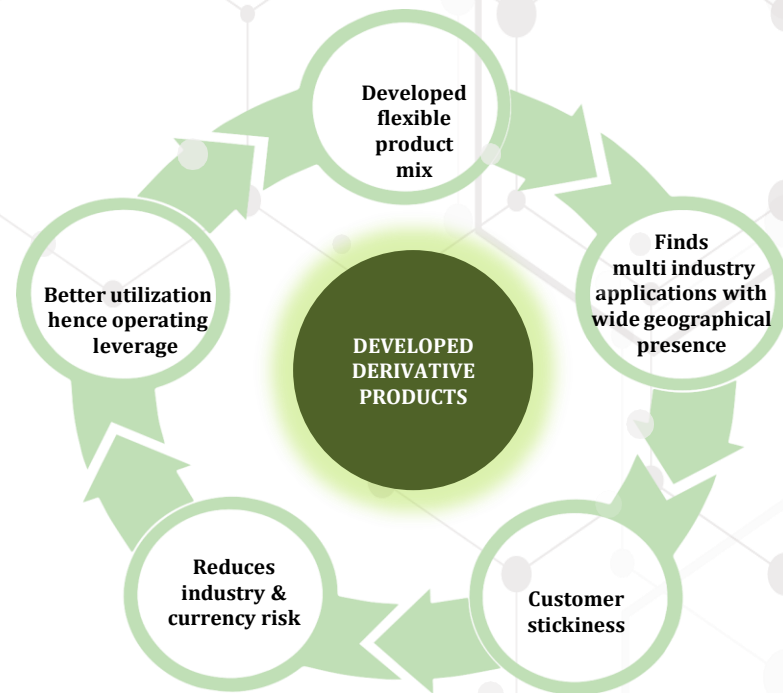 Developed
flexible
product
mix
Finds
multi industry
applications with
wide geographical
presence
Customer
stickiness
Reduces
industry &
currency risk
Better utilization
hence operating
leverage
DEVELOPED
DERIVATIVE
PRODUCTS